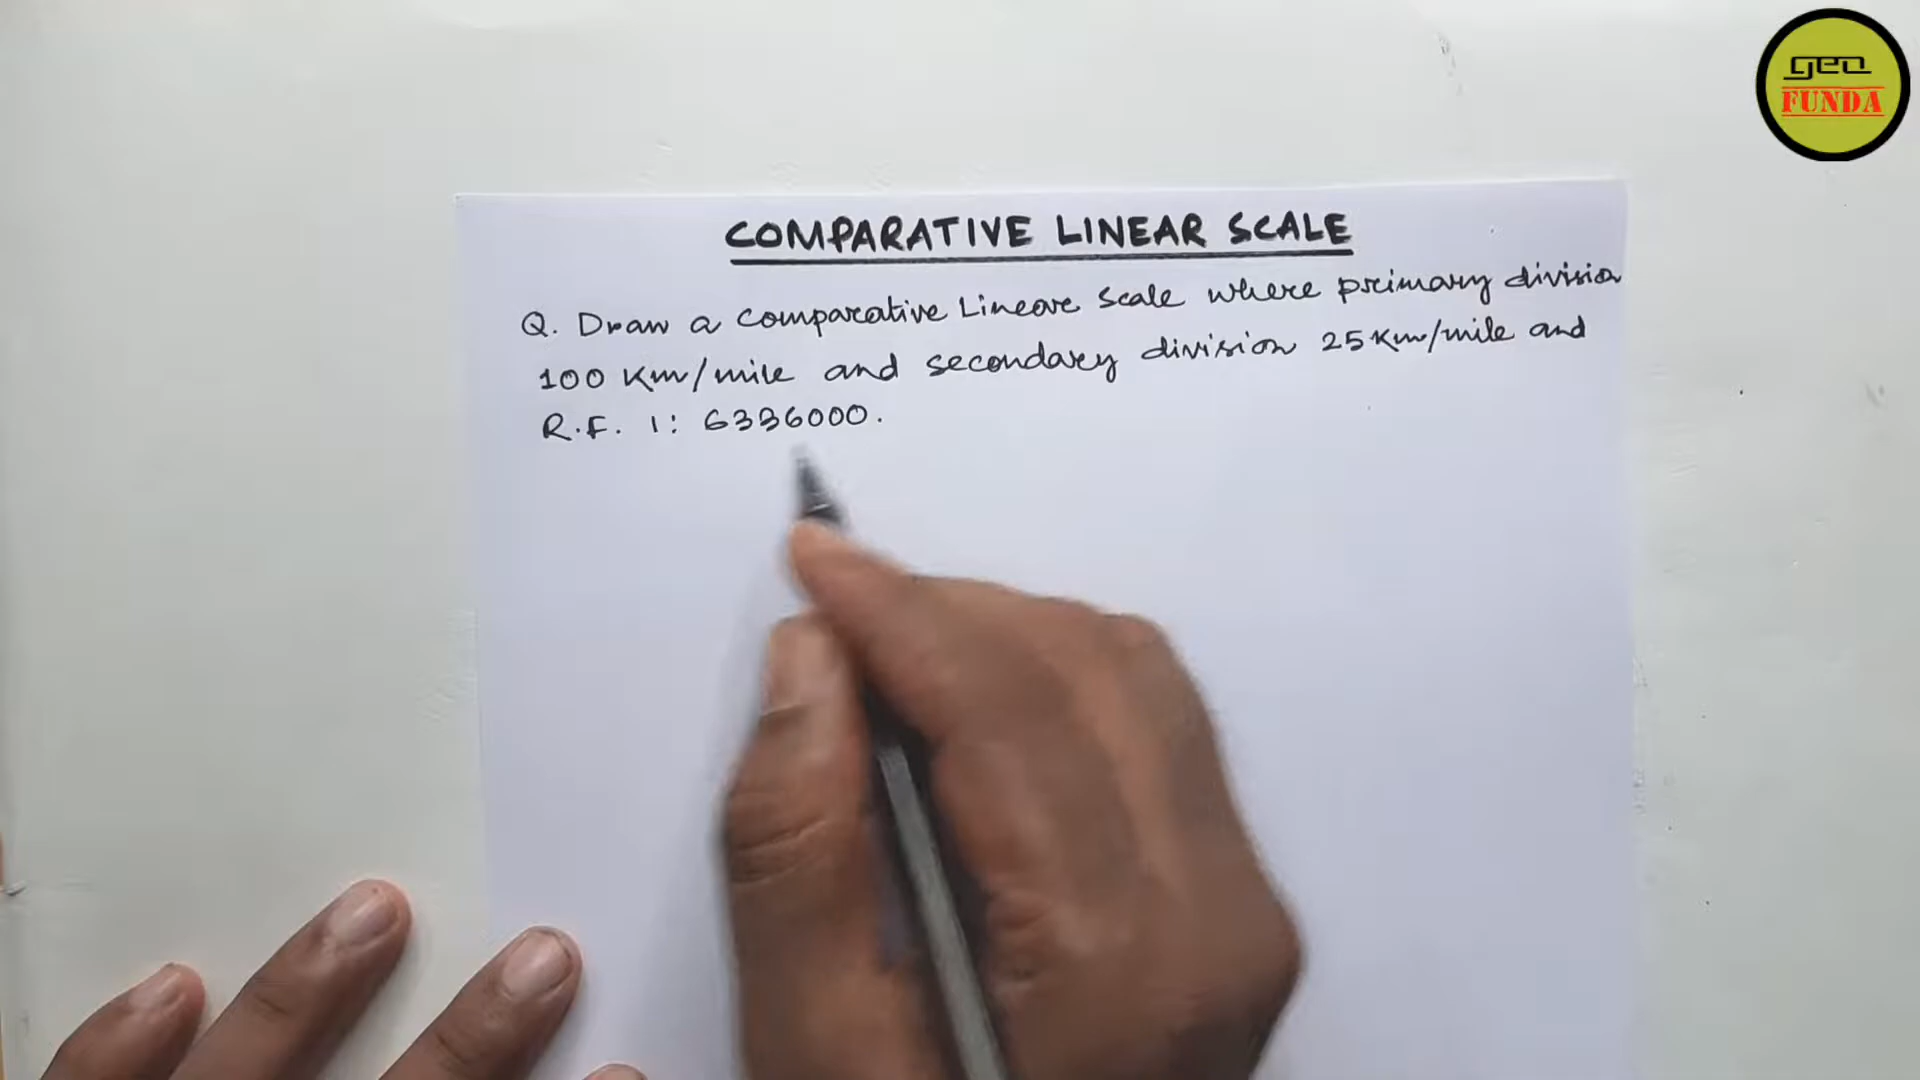 geo
FUNDA
COMPARATIVE LINEAR SCALE
Q. Draw a comparative Linear Scale where primary division
100 Km/mile and secondary division 25 Km/mile and
R.F. 1: 6336000.